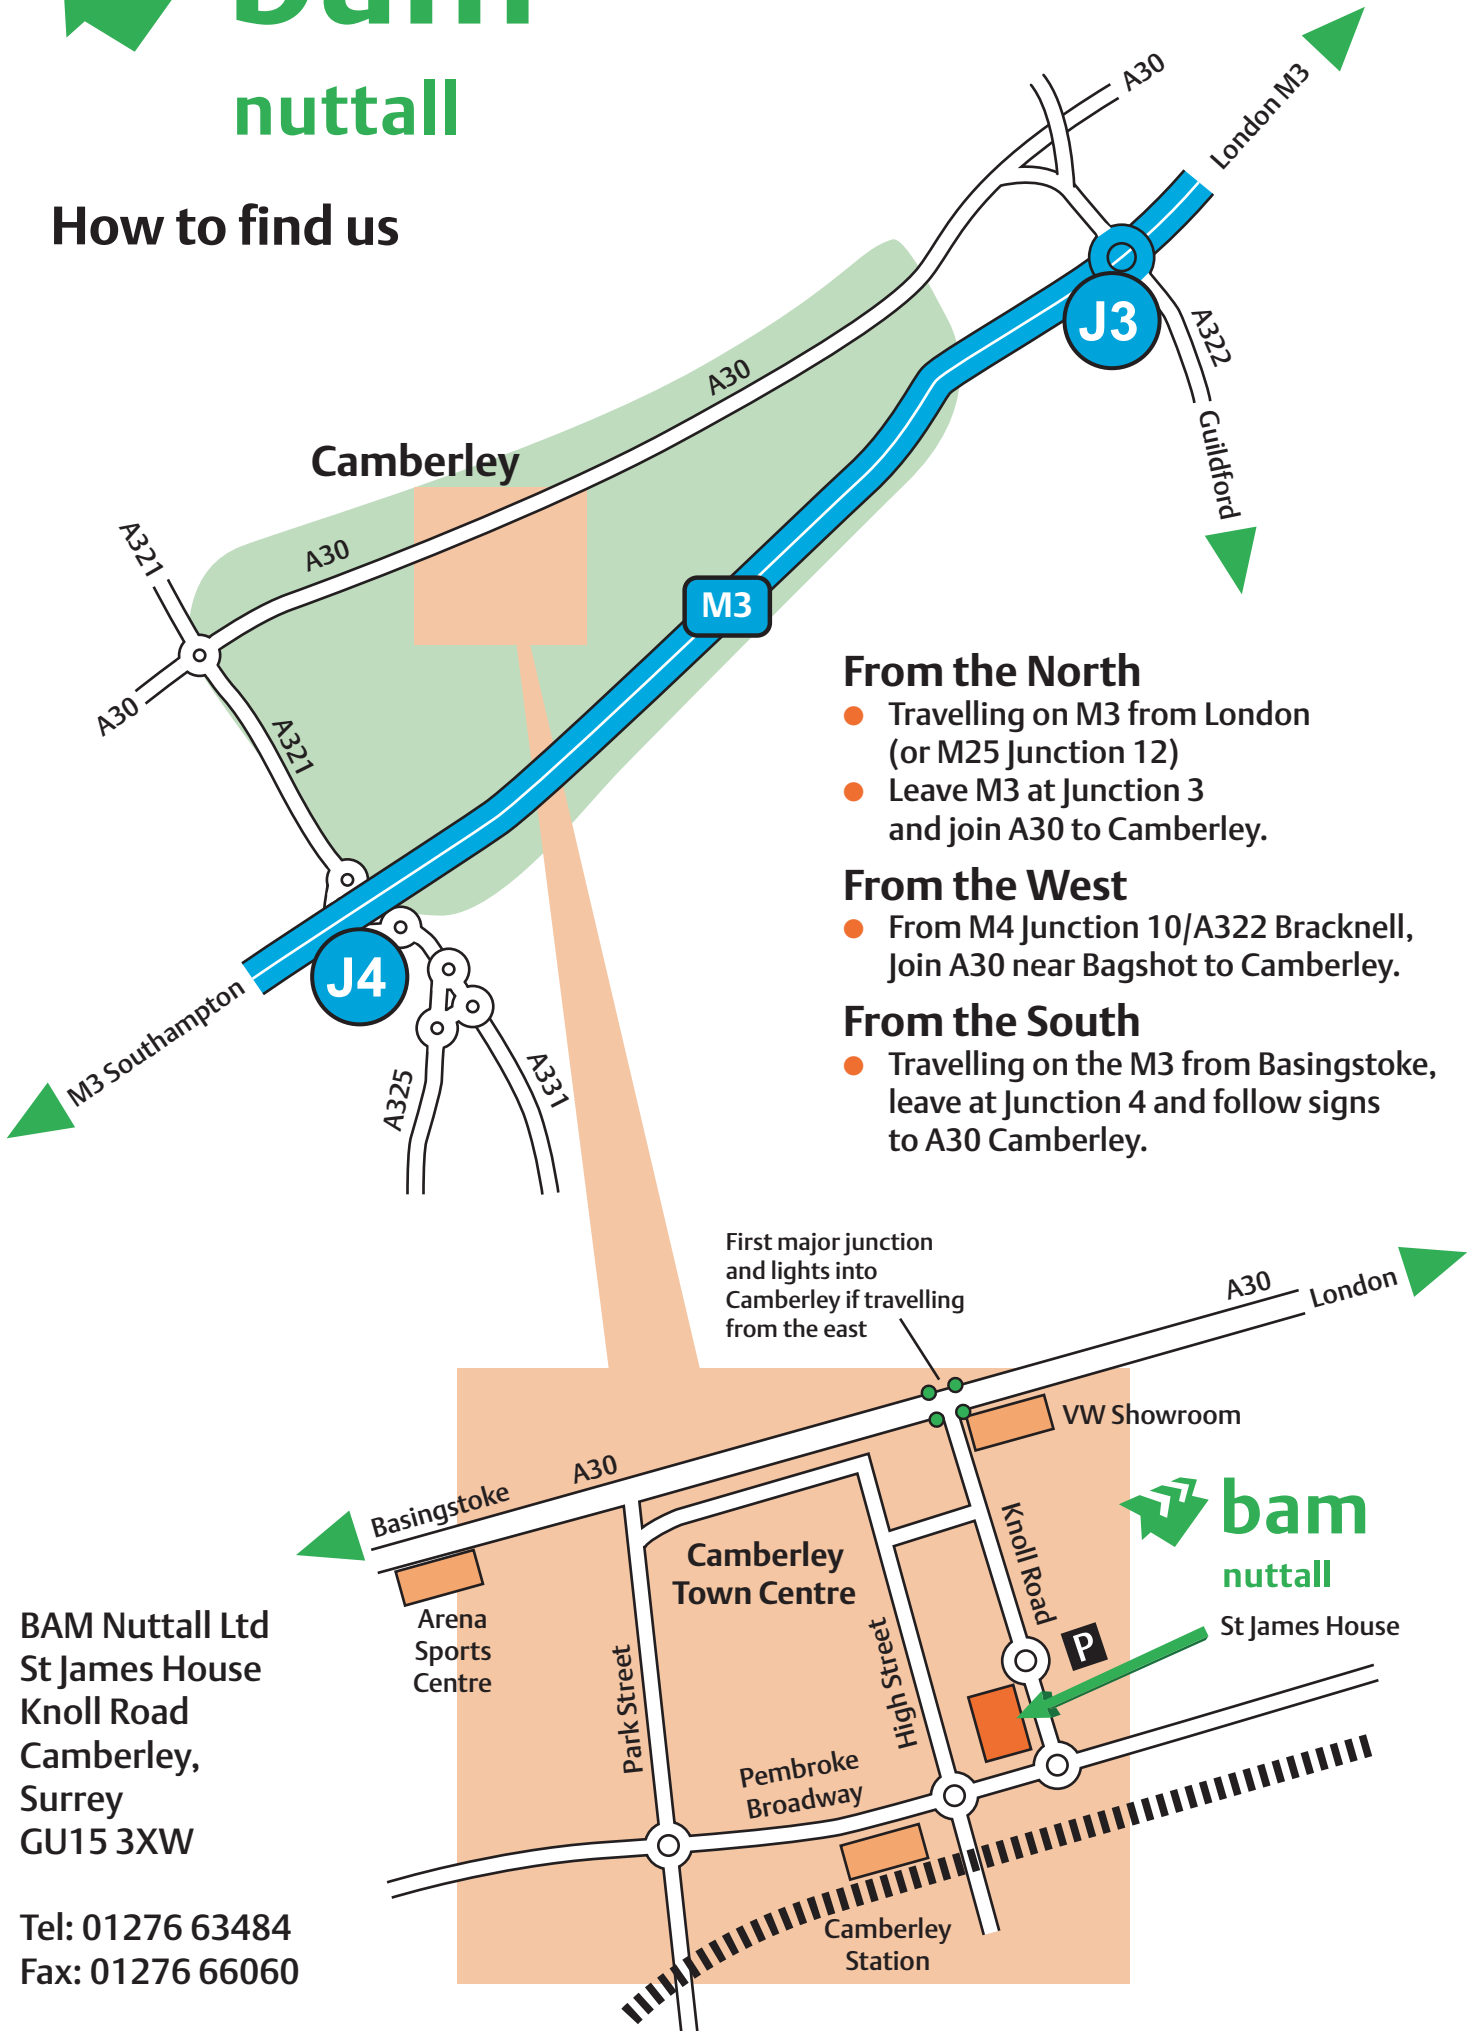 bam
nuttall
How to find us
A30
London M3
J3
A322
Guildford
A30
Camberley
A321
A30
M3
A30
A321
J4
M3 Southampton
A325
A331
From the North
Travelling on M3 from London
(or M25 Junction 12)
Leave M3 at Junction 3
and join A30 to Camberley.
From the West
From M4 Junction 10/A322 Bracknell,
Join A30 near Bagshot to Camberley.
From the South
Travelling on the M3 from Basingstoke,
leave at Junction 4 and follow signs
to A30 Camberley.
First major junction
and lights into
Camberley if travelling
from the east
A30
London
VW Showroom
A30
Basingstoke
Arena
Sports
Centre
Camberley
Town Centre
Knoll Road
bam
nuttall
St James House
P
Park Street
High Street
Pembroke
Broadway
Camberley
Station
BAM Nuttall Ltd
St James House
Knoll Road
Camberley,
Surrey
GU15 3XW
Tel: 01276 63484
Fax: 01276 66060